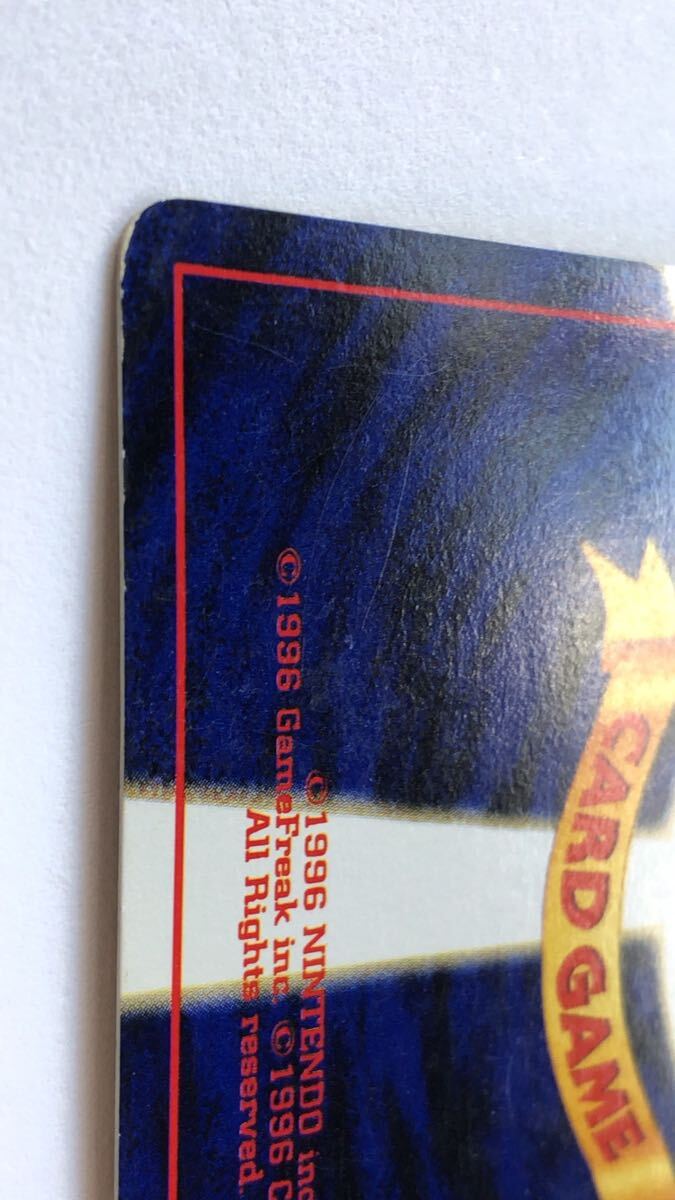 ©1996 NINTENDO inc
©1996 GameFreak inc. ©1996 C
All Rights reserved.
CARD GAME